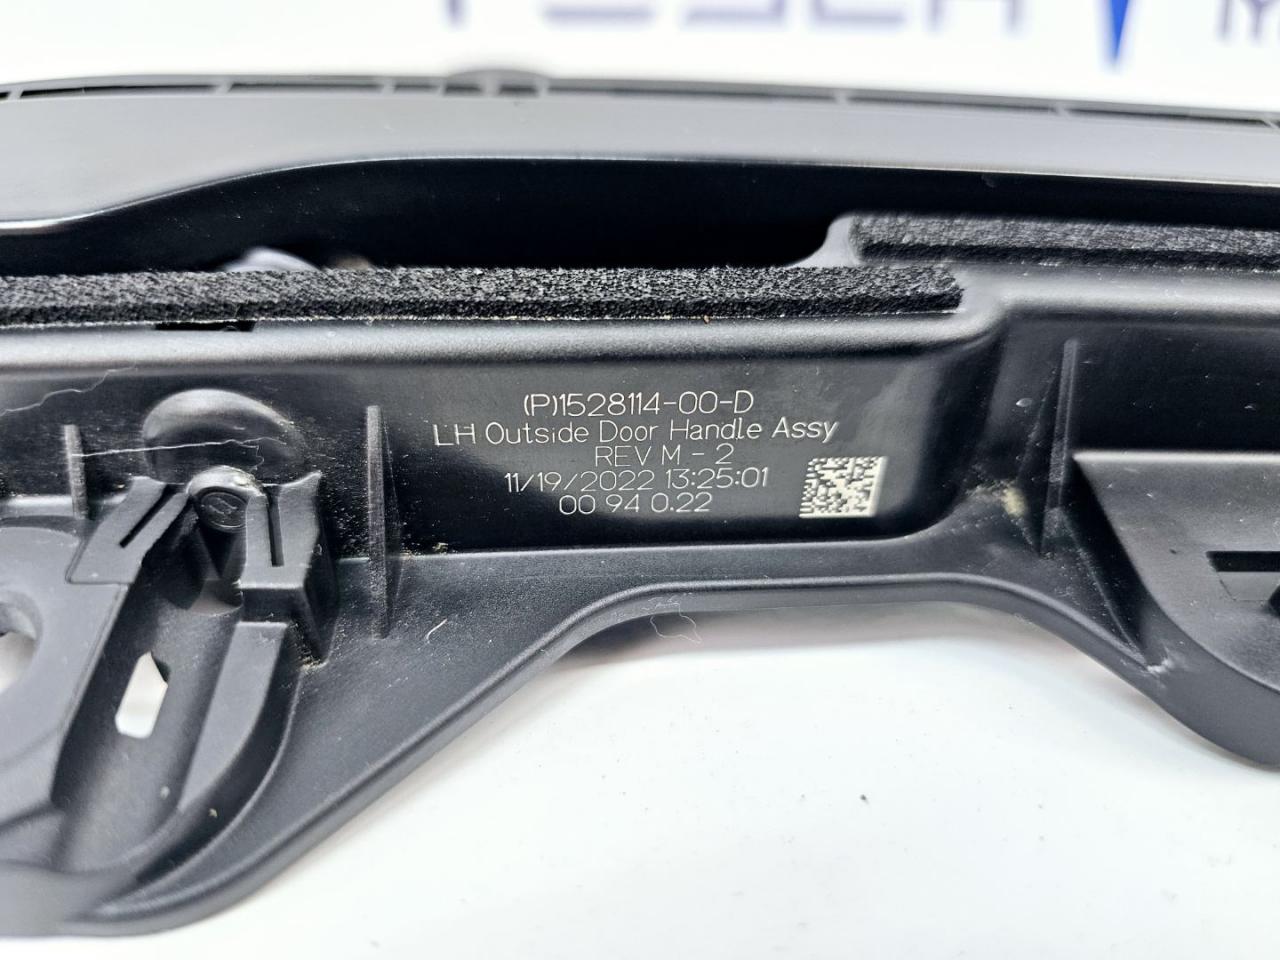 (P)1528114-00-D
LH Outside Door Handle Assy
REV M - 2
11/19/2022 13:25:01
00 94 0.22